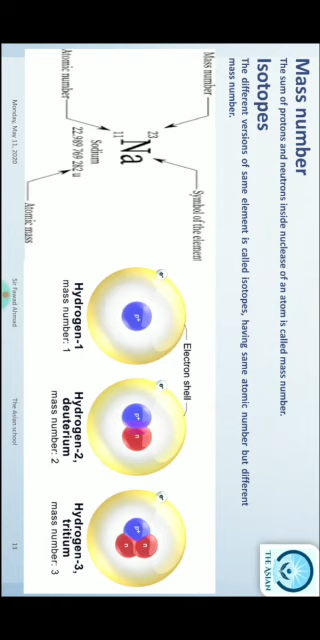 Mass number
The sum of protons and neutrons inside nuclease of an atom is called mass number.
Isotopes
The different versions of same element is called isotopes, having same atomic number but different
mass number.
THE ASIAN
Mass number
Symbol of the element
23
Na
11
Sodium
22.989 769 282 u
Atomic number
Atomic mass
Electron shell
e-
p+
Hydrogen-1
mass number: 1
e-
p+
n
Hydrogen-2,
deuterium
mass number: 2
e-
p+
n
n
Hydrogen-3,
tritium
mass number: 3
Monday, May 11, 2020
Sir Fawad Ahmad
The Asian school
13